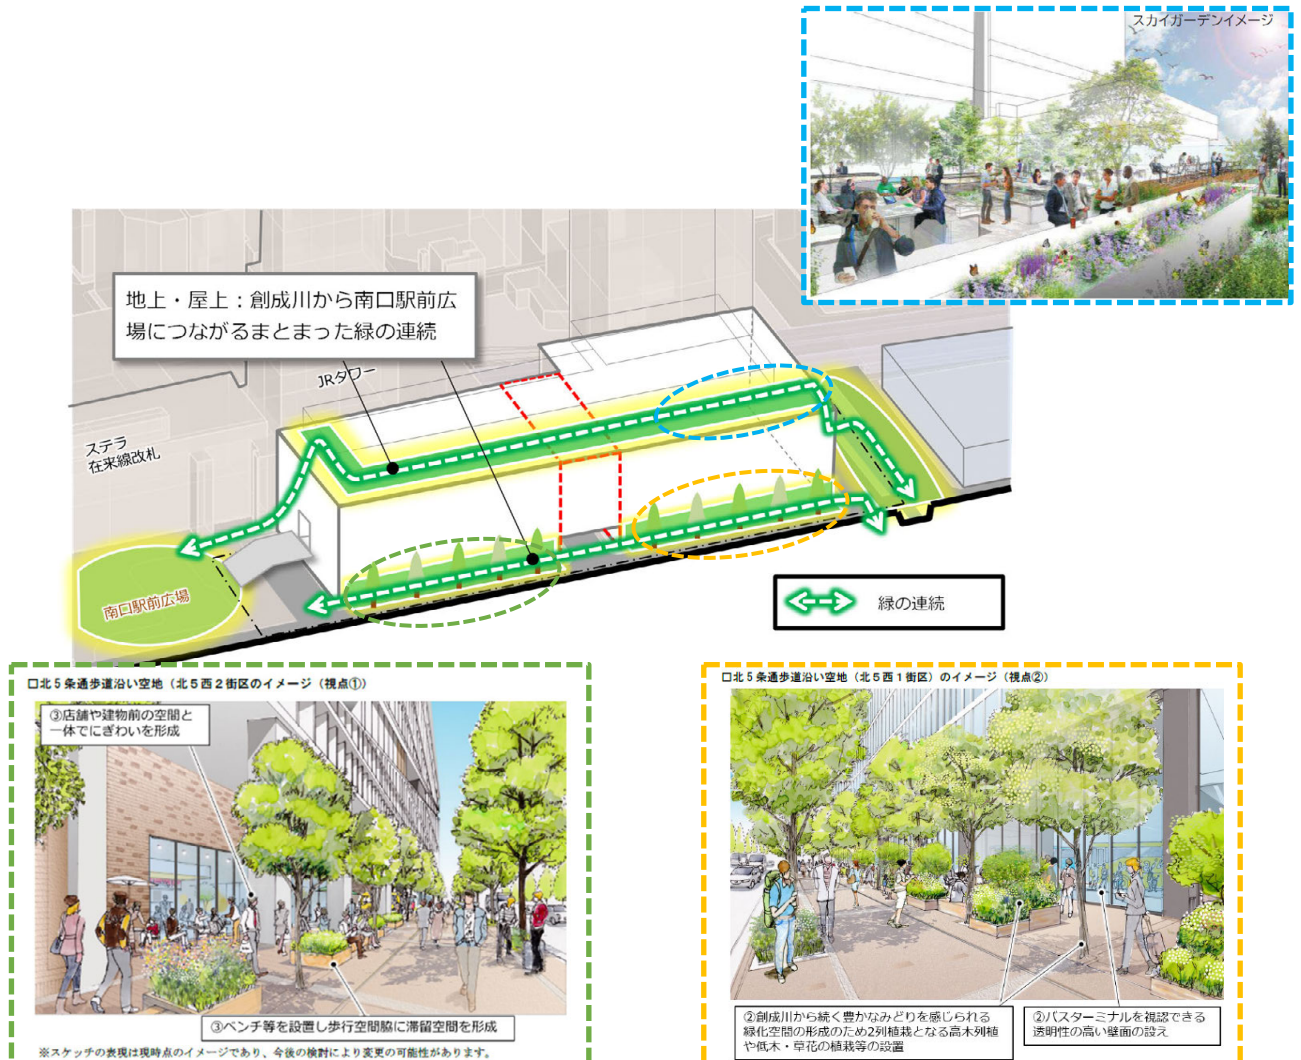 スカイガーデンイメージ
地上・屋上：創成川から南口駅前広
場につながるまとまった緑の連続
JRタワー
ステラ
在来線改札
南口駅前広場
緑の連続
□北５条通歩道沿い空地（北５西２街区のイメージ（視点①））
③店舗や建物前の空間と
一体でにぎわいを形成
③ベンチ等を設置し歩行空間脇に滞留空間を形成
※スケッチの表現は現時点のイメージであり、今後の検討により変更の可能性があります。
□北５条通歩道沿い空地（北５西１街区）のイメージ（視点②）
②創成川から続く豊かなみどりを感じられる
緑化空間の形成のため2列植栽となる高木列植
や低木・草花の植栽等の設置
②バスターミナルを視認できる
透明性の高い壁面の設え